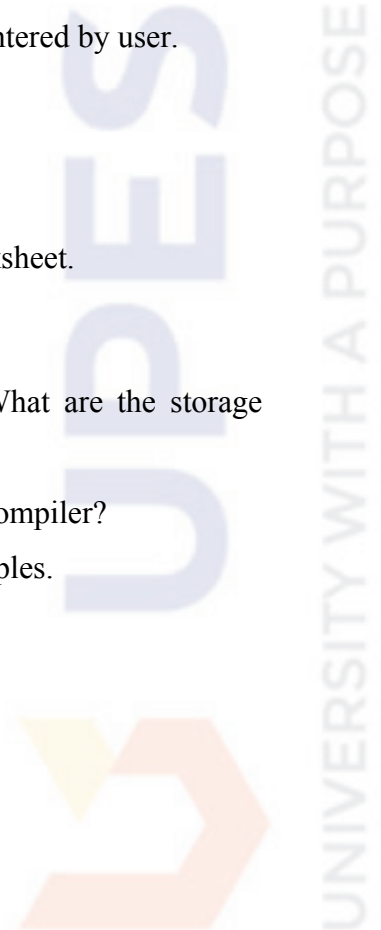 ntered by user.
sheet.
What are the storage
ompiler?
ples.
UPES
UNIVERSITY WITH A PURPOSE